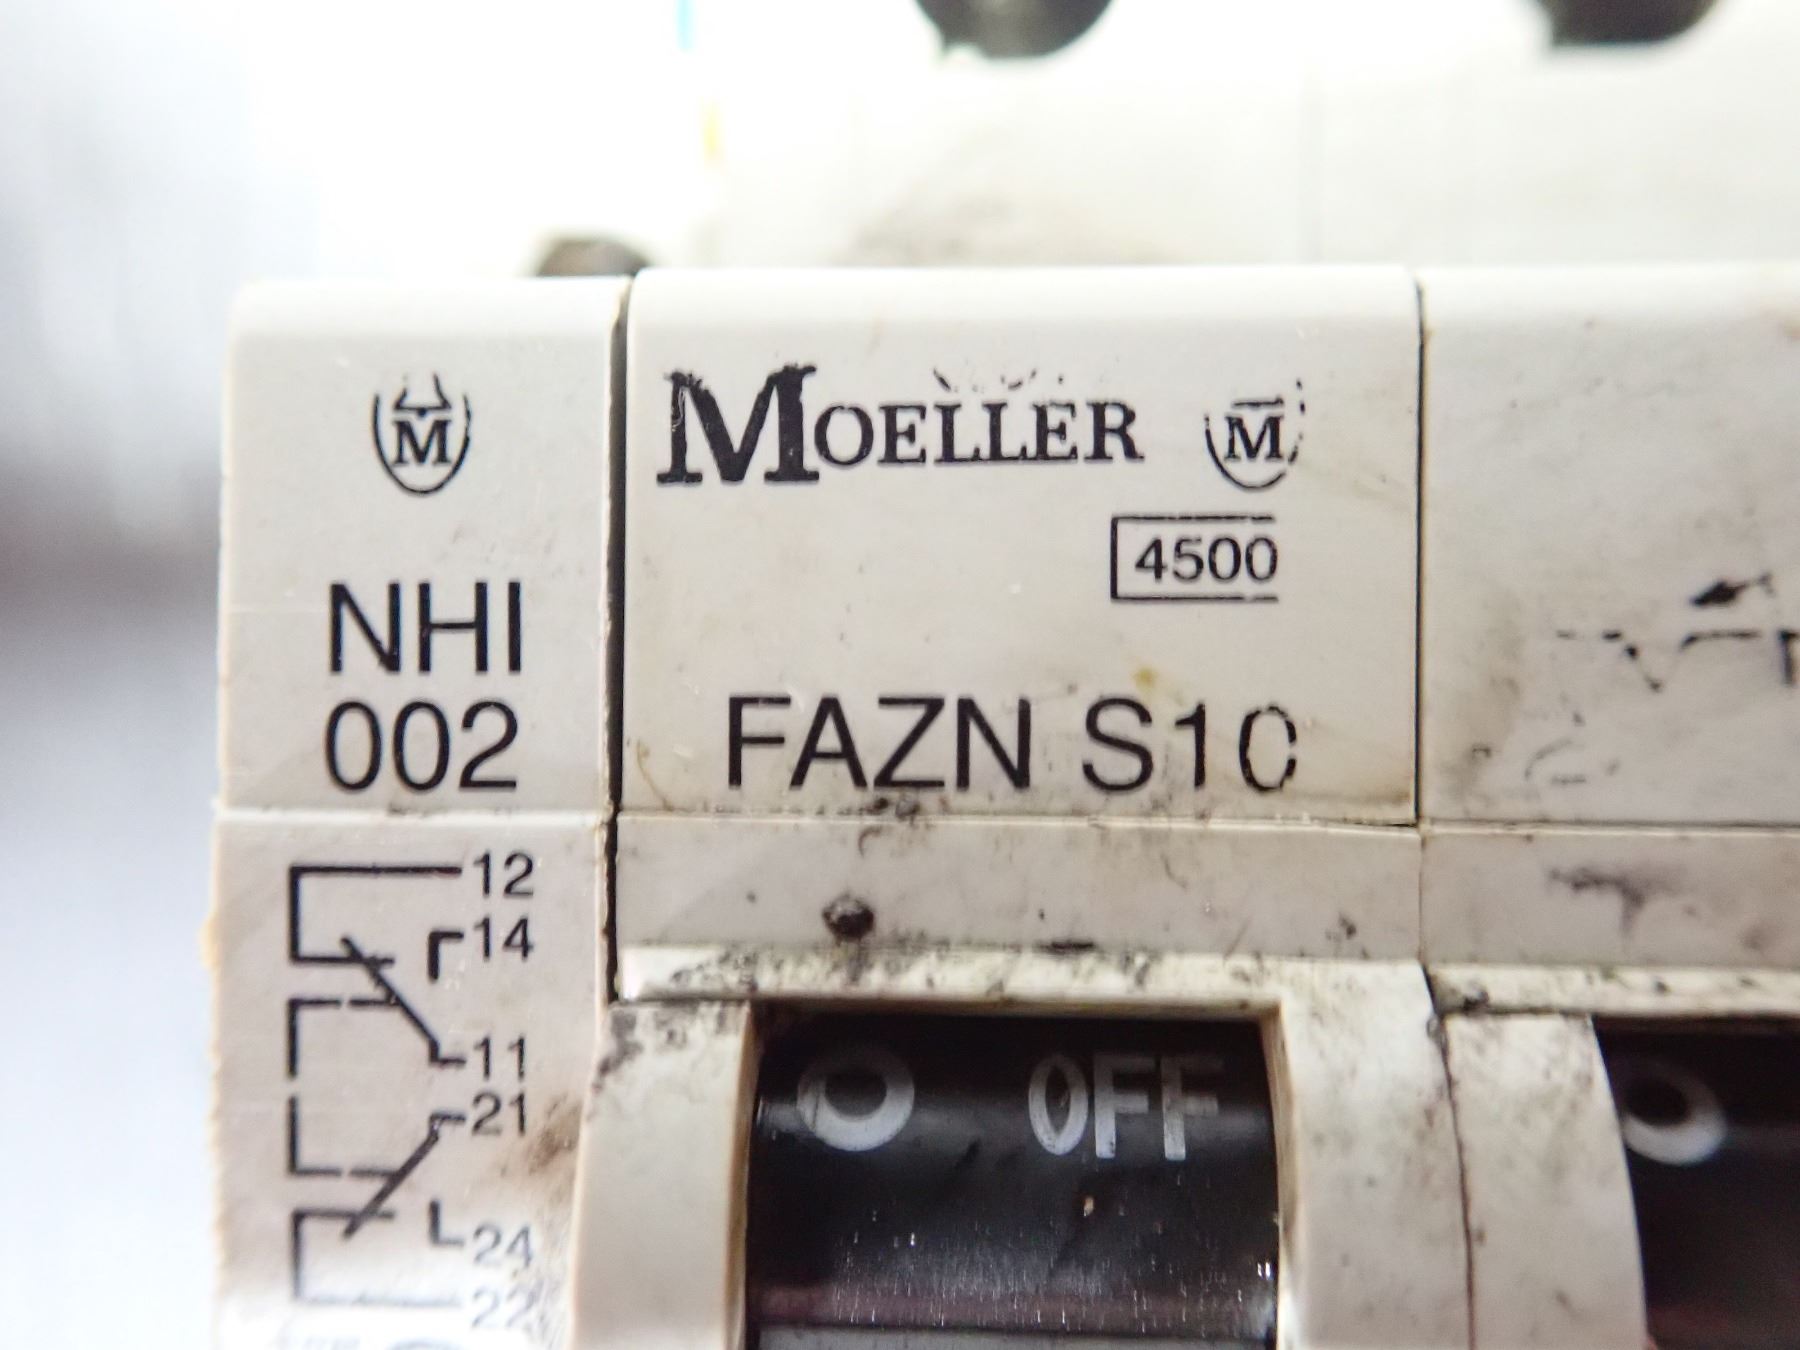 M
NHI
002
12
14
11
21
24
22
MOELLER M
4500
FAZN S10
O OFF
O